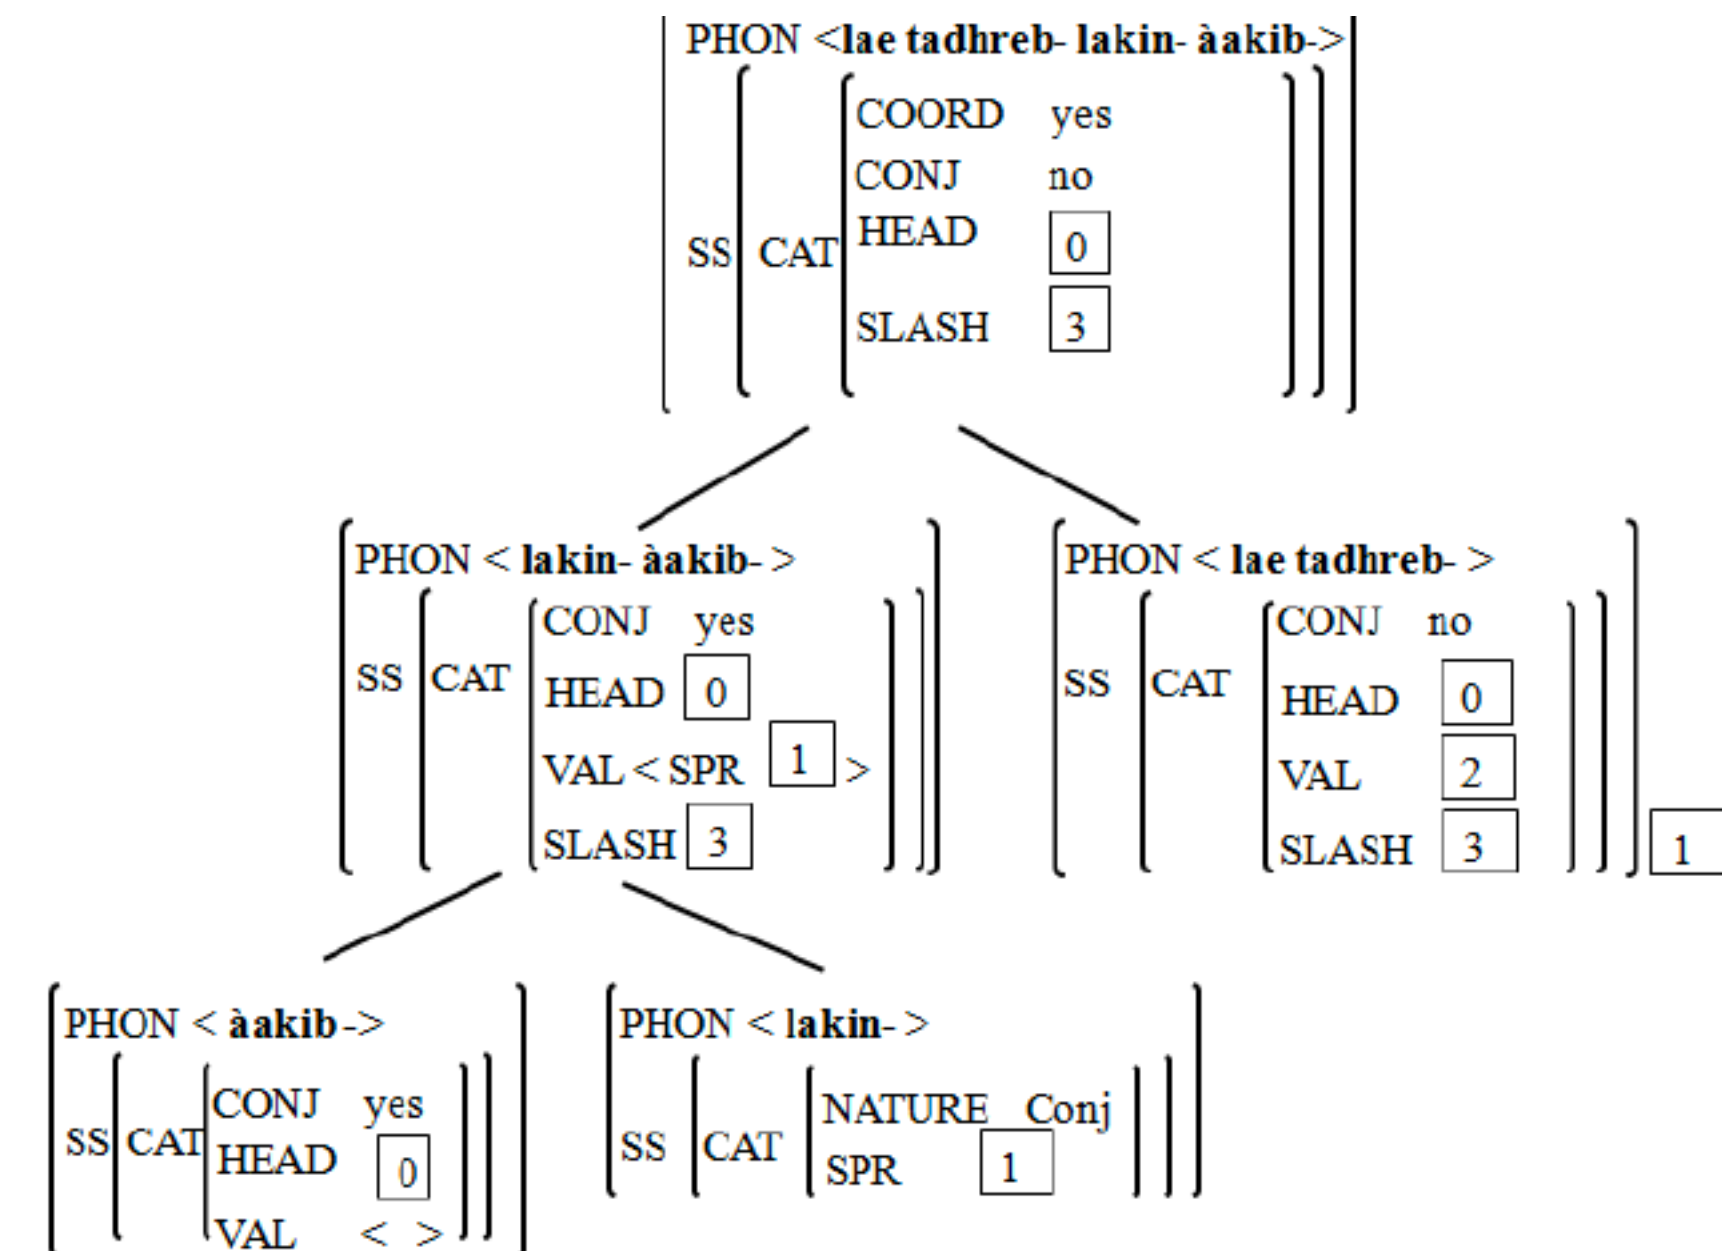 PHON <lae tadhreb- lakin- àakib->
COORD yes
CONJ no
HEAD 0
SS CAT
SLASH 3
PHON < lakin- àakib- >
CONJ yes
SS CAT
HEAD 0
VAL < SPR 1 >
SLASH 3
PHON < lae tadhreb- >
CONJ no
SS CAT
HEAD 0
VAL 2
SLASH 3
1
PHON < àakib ->
CONJ yes
SS CAT
HEAD 0
VAL < >
PHON < lakin- >
NATURE Conj
SS CAT
SPR 1